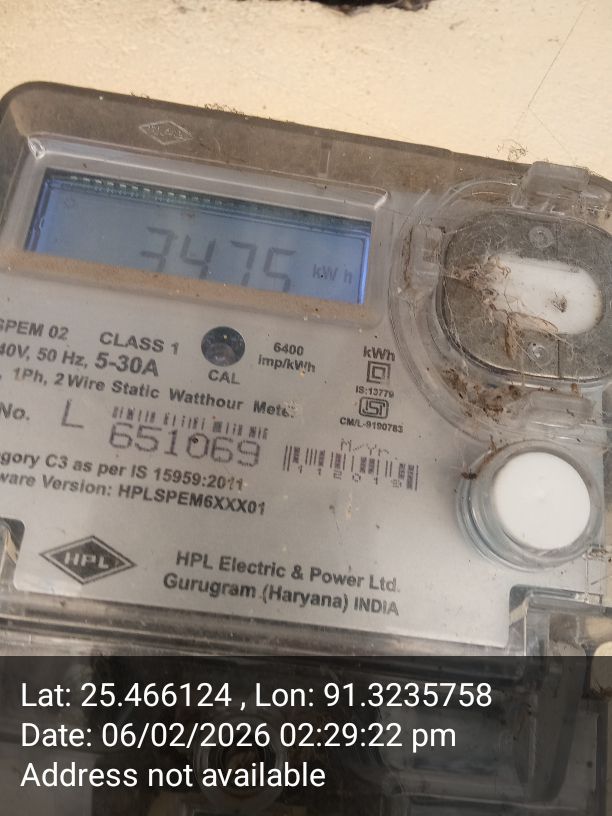 3475 kWh
SPEM 02 CLASS 1
40V, 50 Hz, 5-30A
CAL
6400
imp/kWh
kWh
IS:13779
CM/L-9190783
1Ph, 2 Wire Static Watthour Meter
No. L 651069
M/Yr
gory C3 as per IS 15959:2011
ware Version: HPLSPEM6XXX01
HPL
HPL Electric & Power Ltd.
Gurugram (Haryana) INDIA
Lat: 25.466124 , Lon: 91.3235758
Date: 06/02/2026 02:29:22 pm
Address not available